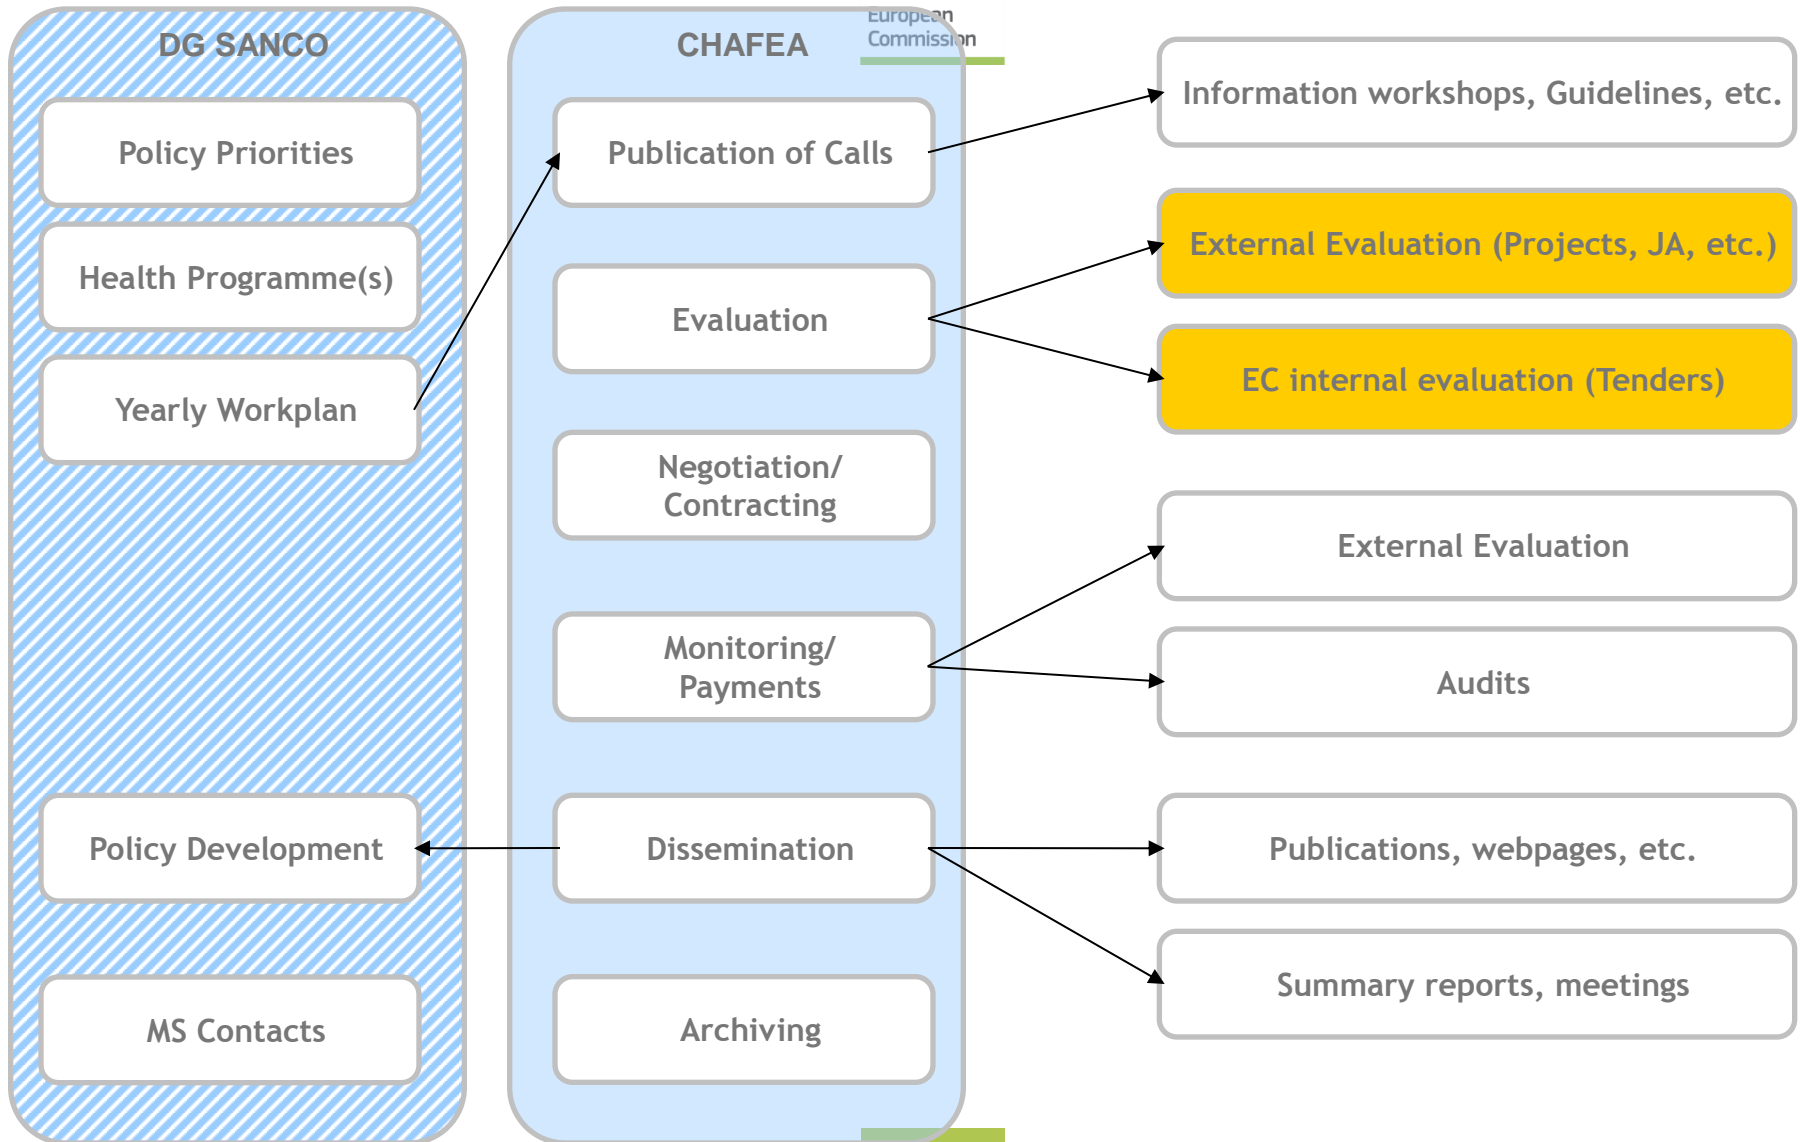 DG SANCO
Policy Priorities
Health Programme(s)
Yearly Workplan
Policy Development
MS Contacts
CHAFEA
European
Commission
Publication of Calls
Evaluation
Negotiation/
Contracting
Monitoring/
Payments
Dissemination
Archiving
Information workshops, Guidelines, etc.
External Evaluation (Projects, JA, etc.)
EC internal evaluation (Tenders)
External Evaluation
Audits
Publications, webpages, etc.
Summary reports, meetings